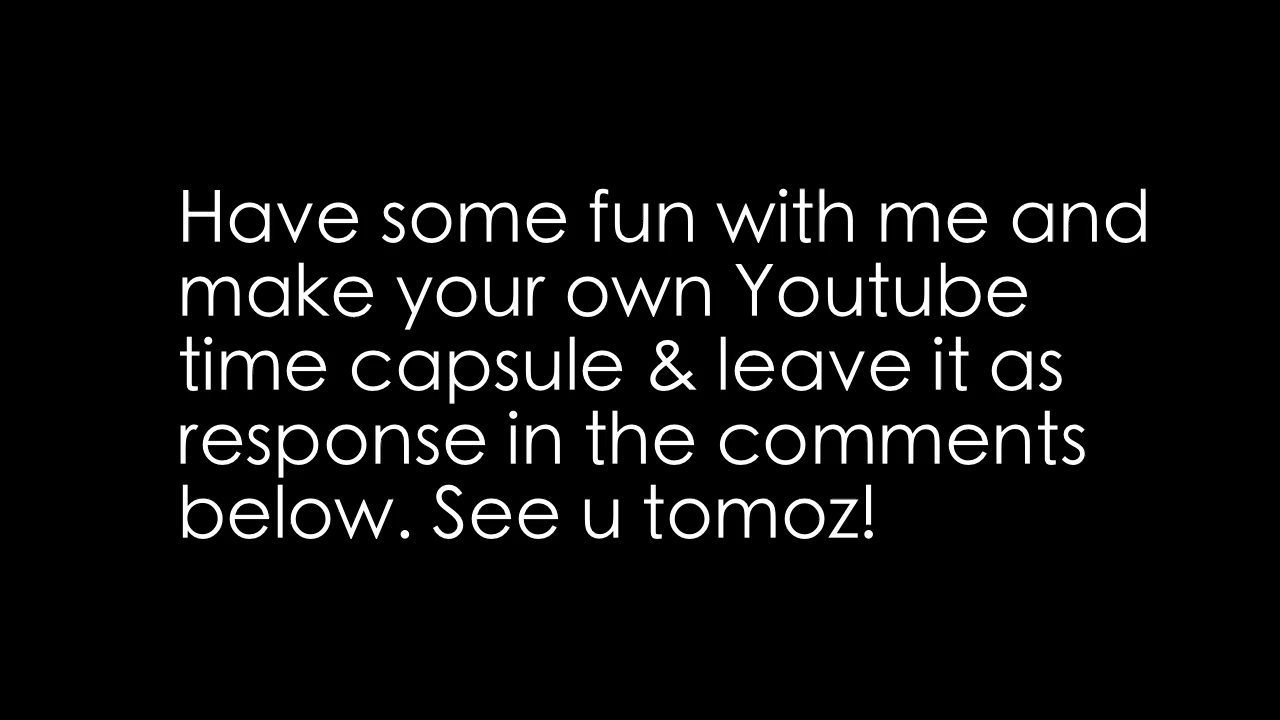 Have some fun with me and
make your own Youtube
time capsule & leave it as
response in the comments
below. See u tomoz!